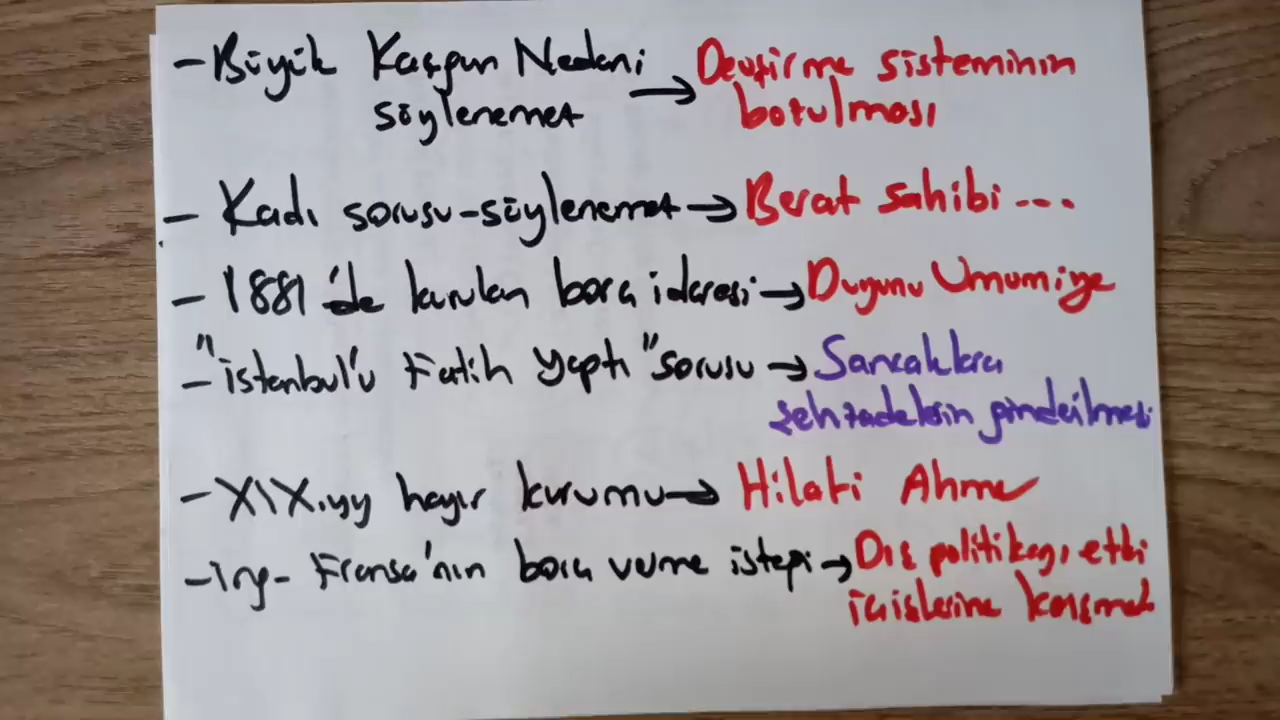 - Büyük Kaçgun Nedeni → Devşirme sisteminin
söylenemez bozulması
- Kadı sorusu-söylenemez → Berat sahibi ...
- 1881'de kurulan borç idaresi → Duyunu Umumiye
- "İstanbul'u Fatih yaptı" sorusu → Sancaklara
şehzadelerin gönderilmesi
- XIX.yy hayır kurumu → Hilali Ahmer
- İng- Fransa'nın borç verme isteği → Dış politikayı etki
içişlerine karışmak